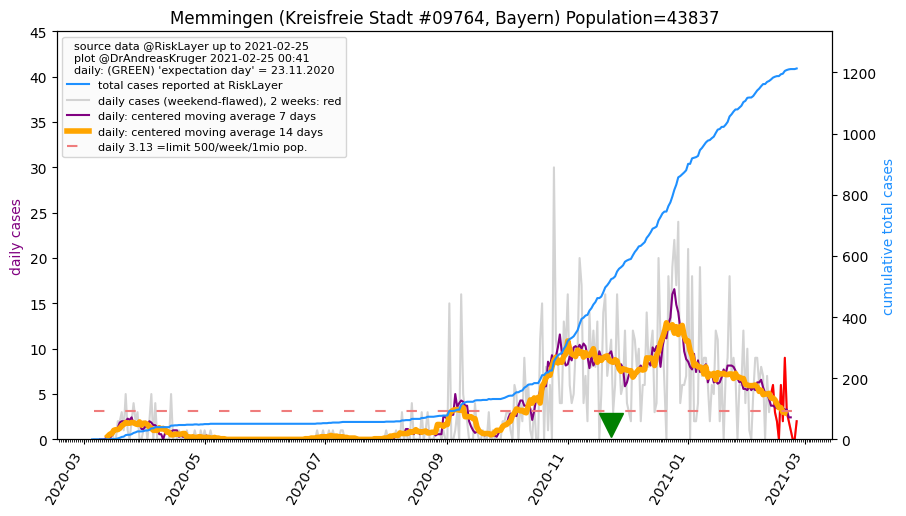 Memmingen (Kreisfreie Stadt #09764, Bayern) Population=43837
source data @RiskLayer up to 2021-02-25
plot @DrAndreasKruger 2021-02-25 00:41
daily: (GREEN) 'expectation day' = 23.11.2020
total cases reported at RiskLayer
daily cases (weekend-flawed), 2 weeks: red
daily: centered moving average 7 days
daily: centered moving average 14 days
daily 3.13 =limit 500/week/1mio pop.
daily cases
45
40
35
30
25
20
15
10
5
0
1200
1000
800
600
400
200
0
cumulative total cases
2020-03
2020-05
2020-07
2020-09
2020-11
2021-01
2021-03